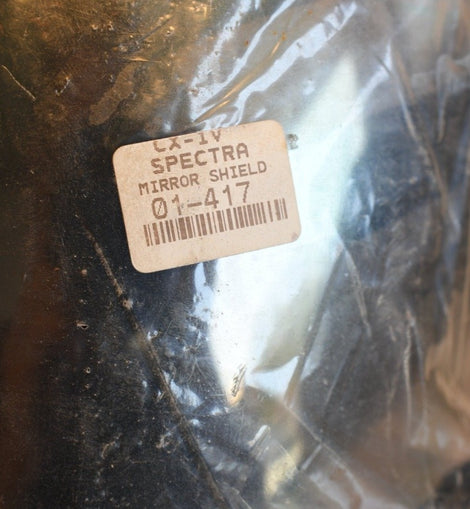 CX-IV
SPECTRA
MIRROR SHIELD
01-417